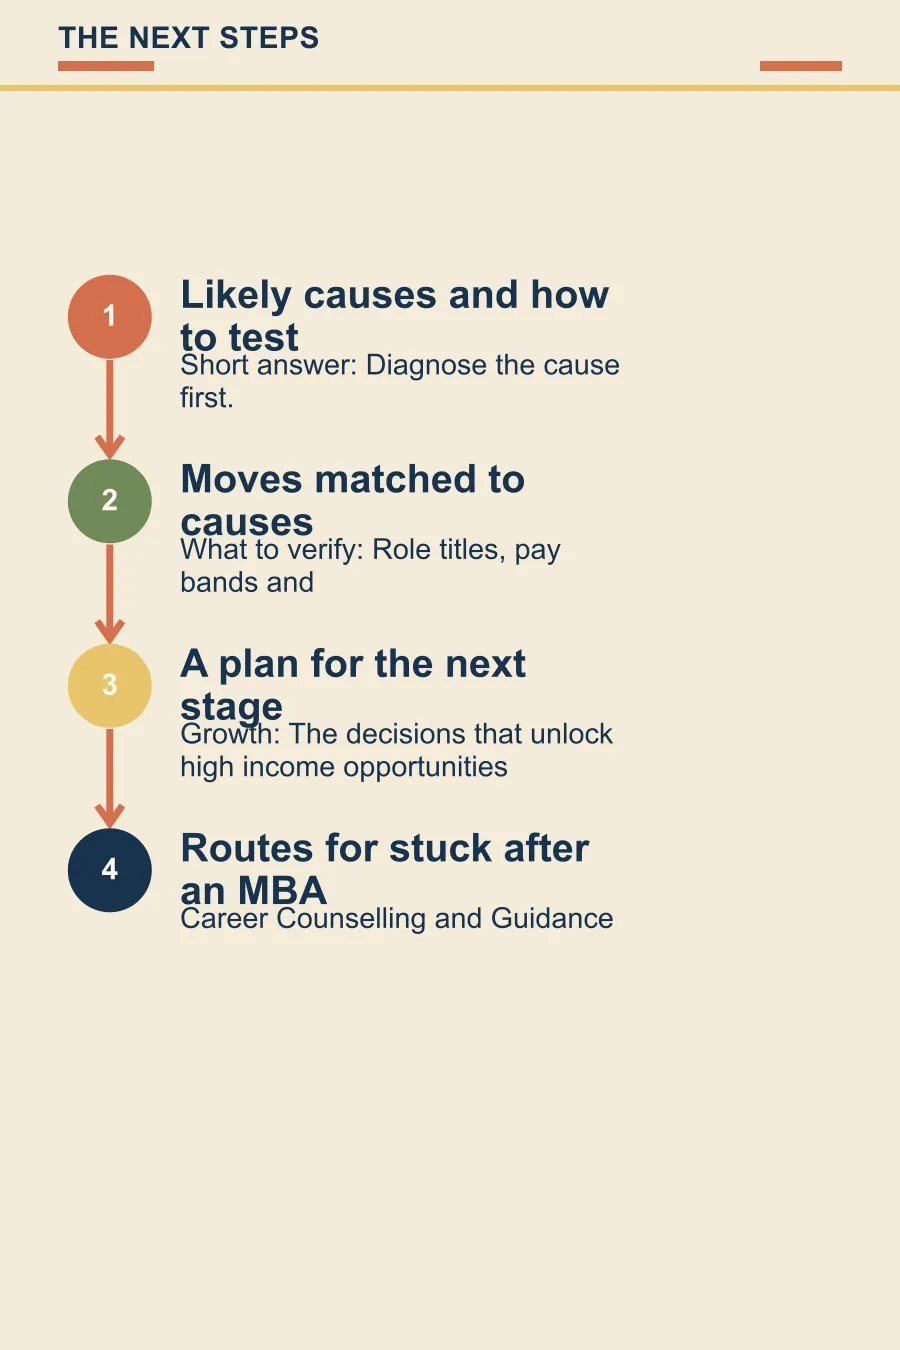 THE NEXT STEPS
1
Likely causes and how
to test
Short answer: Diagnose the cause
first.
2
Moves matched to
causes
What to verify: Role titles, pay
bands and
3
A plan for the next
stage
Growth: The decisions that unlock
high income opportunities
4
Routes for stuck after
an MBA
Career Counselling and Guidance